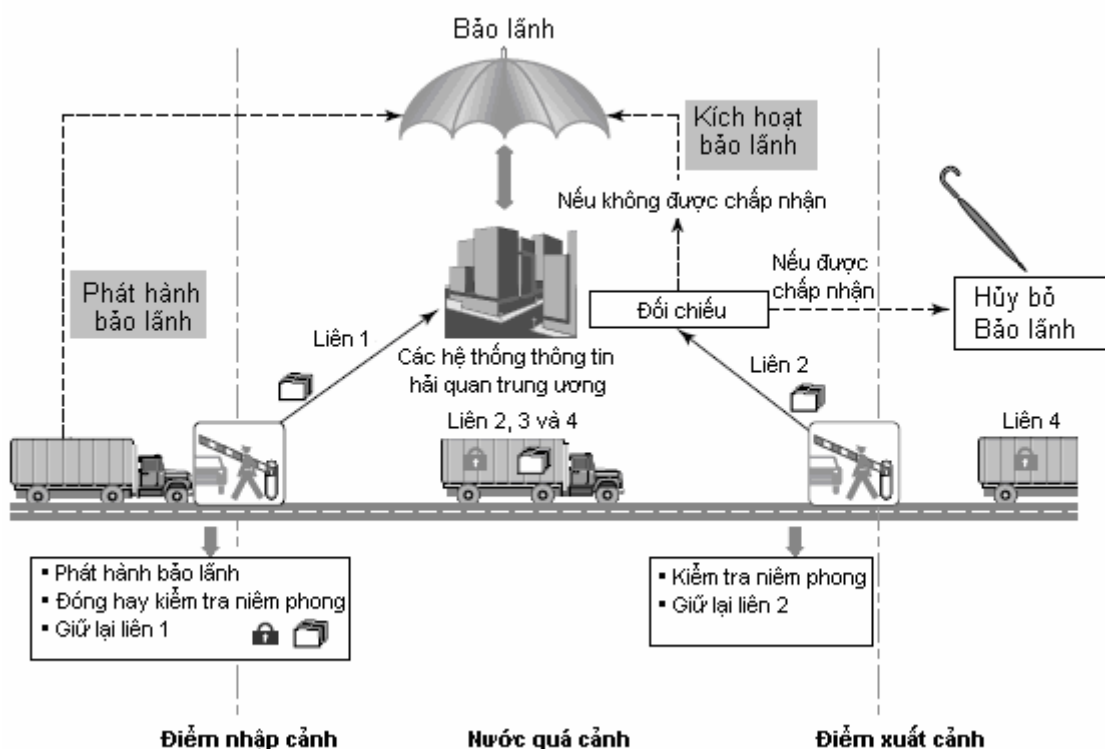 Bảo lãnh
Kích hoạt
bảo lãnh
Nếu không được chấp nhận
Phát hành
bảo lãnh
Nếu được
chấp nhận
Đối chiếu
Hủy bỏ
Bảo lãnh
Liên 1
Các hệ thống thông tin
hải quan trung ương
Liên 2
Liên 2, 3 và 4
Liên 4
▪ Phát hành bảo lãnh
▪ Đóng hay kiểm tra niêm phong
▪ Giữ lại liên 1
▪ Kiểm tra niêm phong
▪ Giữ lại liên 2
Điểm nhập cảnh
Nước quá cảnh
Điểm xuất cảnh